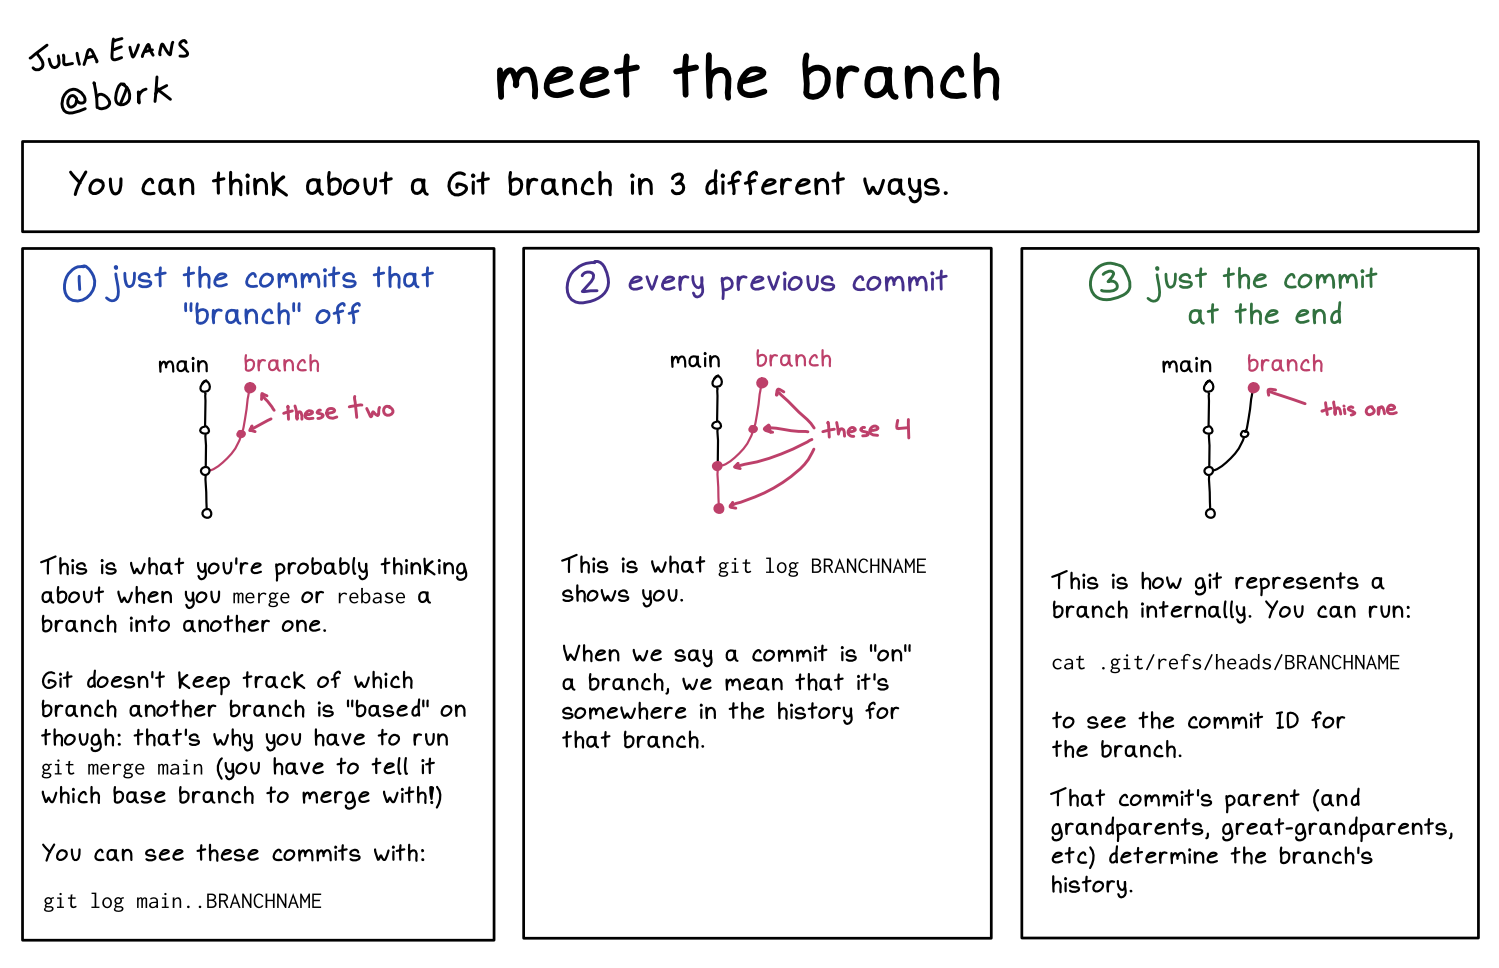 Julia Evans
@b0rk
meet the branch
You can think about a Git branch in 3 different ways.
① just the commits that
"branch" off
main branch
these two
This is what you're probably thinking
about when you merge or rebase a
branch into another one.
Git doesn't keep track of which
branch another branch is "based" on
though: that's why you have to run
git merge main (you have to tell it
which base branch to merge with!)
You can see these commits with:
git log main..BRANCHNAME
② every previous commit
main branch
these 4
This is what git log BRANCHNAME
shows you.
When we say a commit is "on"
a branch, we mean that it's
somewhere in the history for
that branch.
③ just the commit
at the end
main branch
this one
This is how git represents a
branch internally. You can run:
cat .git/refs/heads/BRANCHNAME
to see the commit ID for
the branch.
That commit's parent (and
grandparents, great-grandparents,
etc) determine the branch's
history.